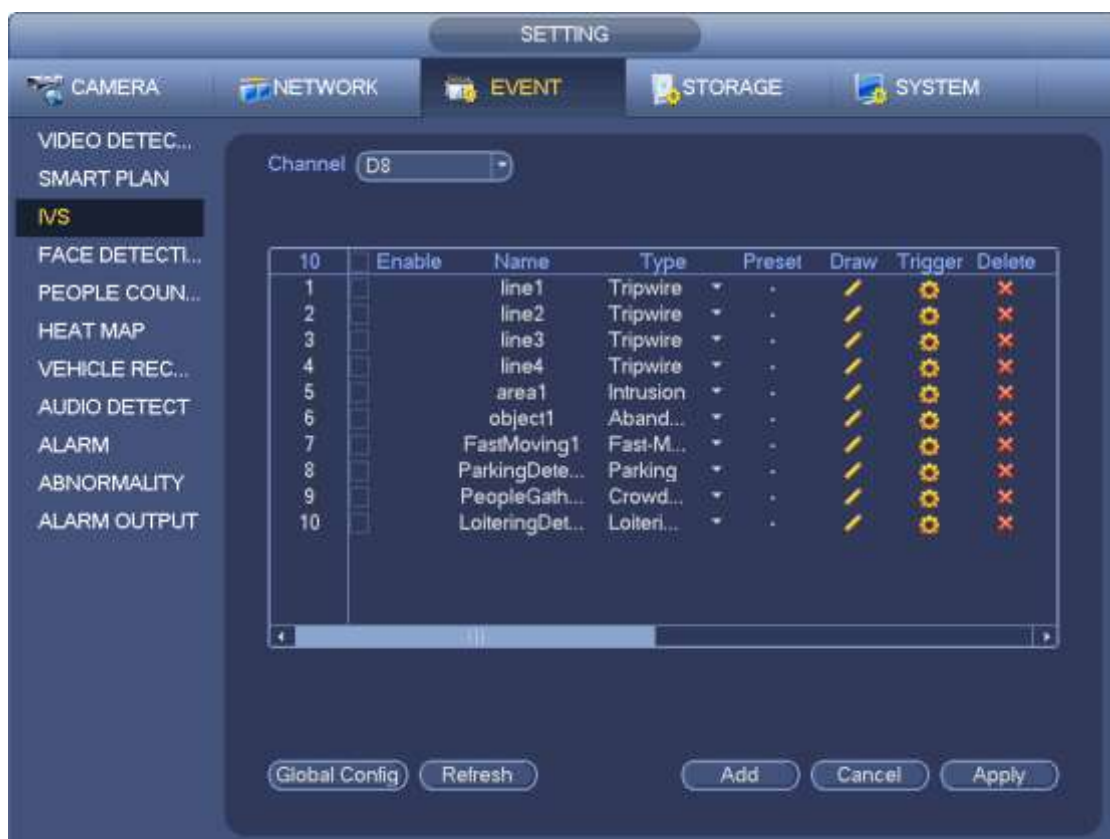 SETTING
CAMERA NETWORK EVENT STORAGE SYSTEM
VIDEO DETEC...
SMART PLAN
IVS
FACE DETECTI...
PEOPLE COUN...
HEAT MAP
VEHICLE REC...
AUDIO DETECT
ALARM
ABNORMALITY
ALARM OUTPUT
Channel D8
10 Enable Name Type Preset Draw Trigger Delete
1 line1 Tripwire
2 line2 Tripwire
3 line3 Tripwire
4 line4 Tripwire
5 area1 Intrusion
6 object1 Aband...
7 FastMoving1 Fast-M...
8 ParkingDete... Parking
9 PeopleGath... Crowd...
10 LoiteringDet... Loiteri...
Global Config Refresh Add Cancel Apply